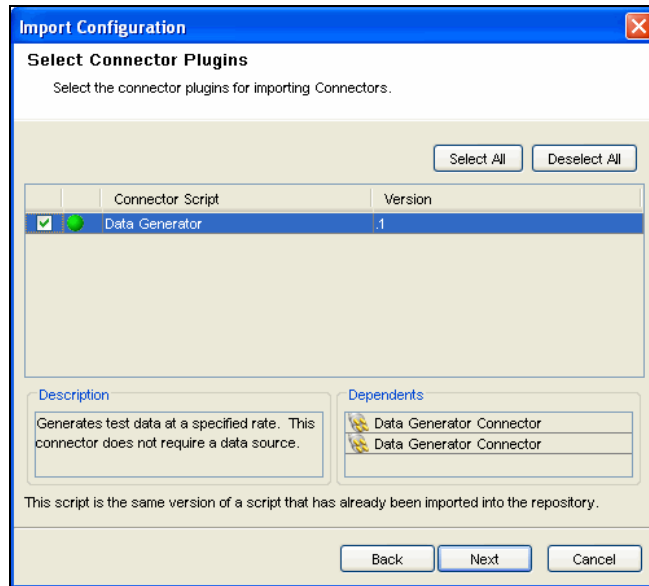 Import Configuration
Select Connector Plugins
Select the connector plugins for importing Connectors.
Select All
Deselect All
Connector Script
Version
Data Generator
.1
Description
Generates test data at a specified rate.  This
connector does not require a data source.
Dependents
Data Generator Connector
Data Generator Connector
This script is the same version of a script that has already been imported into the repository.
Back
Next
Cancel